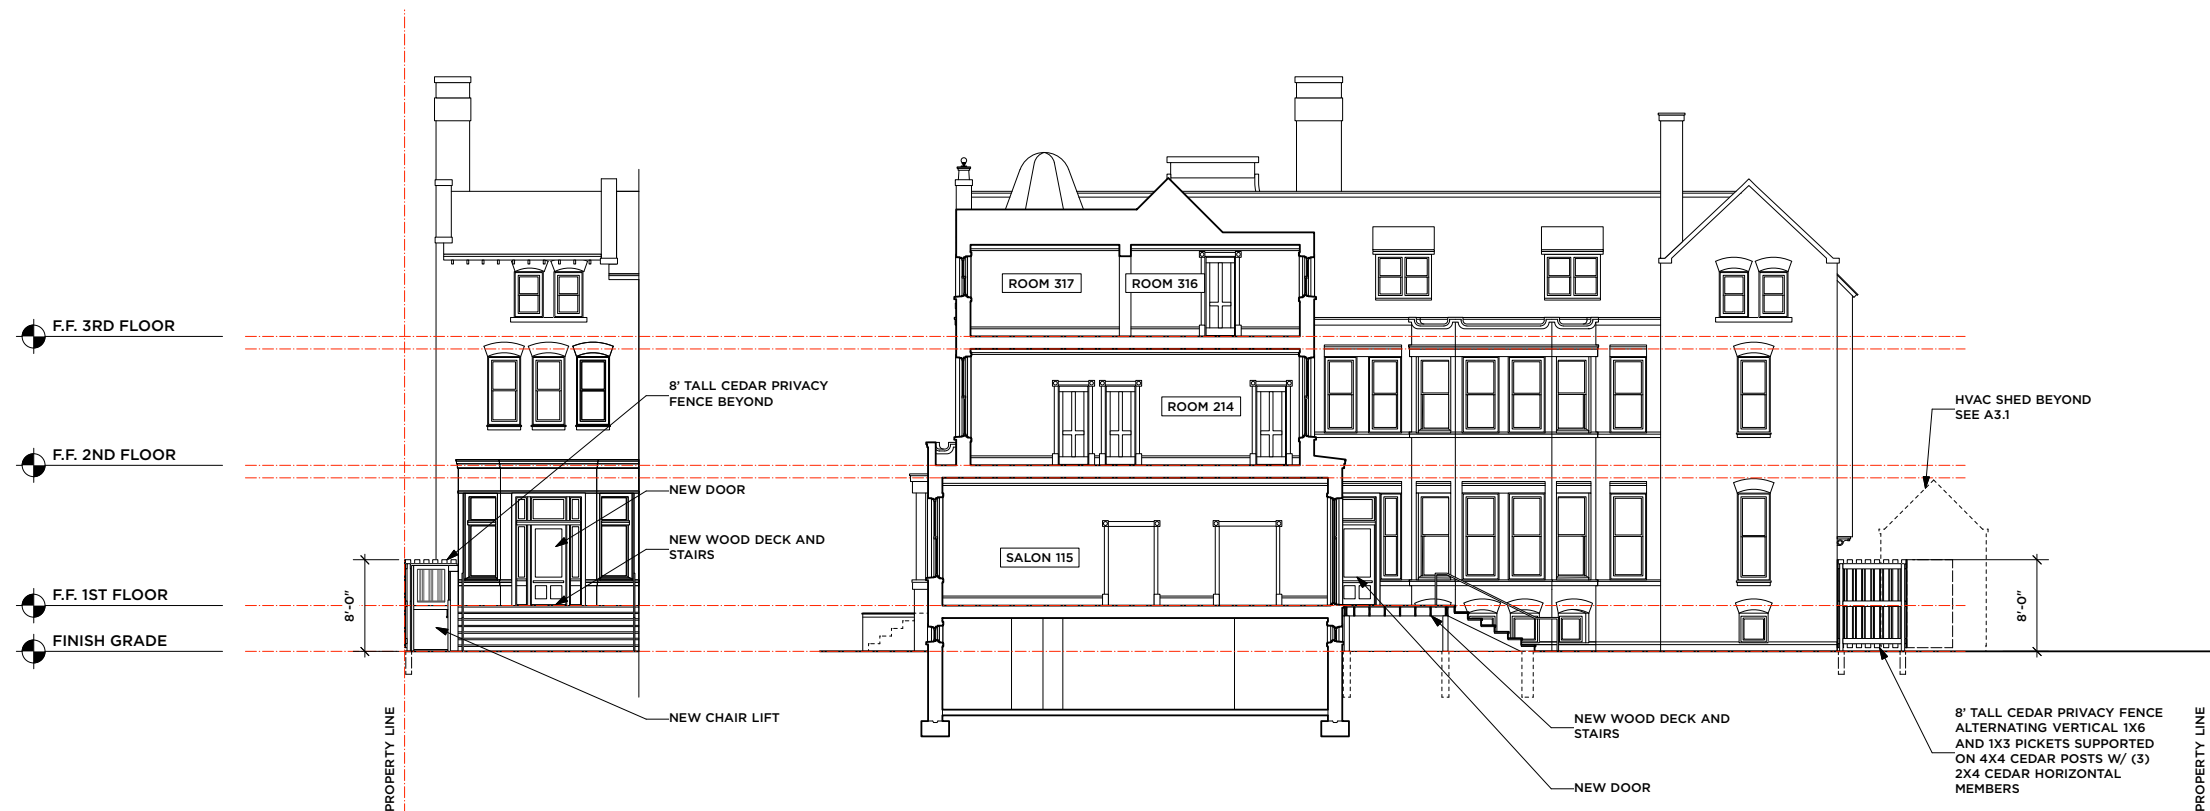 F.F. 3RD FLOOR
F.F. 2ND FLOOR
F.F. 1ST FLOOR
FINISH GRADE
8'-0"
PROPERTY LINE
8' TALL CEDAR PRIVACY
FENCE BEYOND
NEW DOOR
NEW WOOD DECK AND
STAIRS
NEW CHAIR LIFT
ROOM 317
ROOM 316
ROOM 214
SALON 115
HVAC SHED BEYOND
SEE A3.1
8'-0"
NEW WOOD DECK AND
STAIRS
NEW DOOR
8' TALL CEDAR PRIVACY FENCE
ALTERNATING VERTICAL 1X6
AND 1X3 PICKETS SUPPORTED
ON 4X4 CEDAR POSTS W/ (3)
2X4 CEDAR HORIZONTAL
MEMBERS
PROPERTY LINE